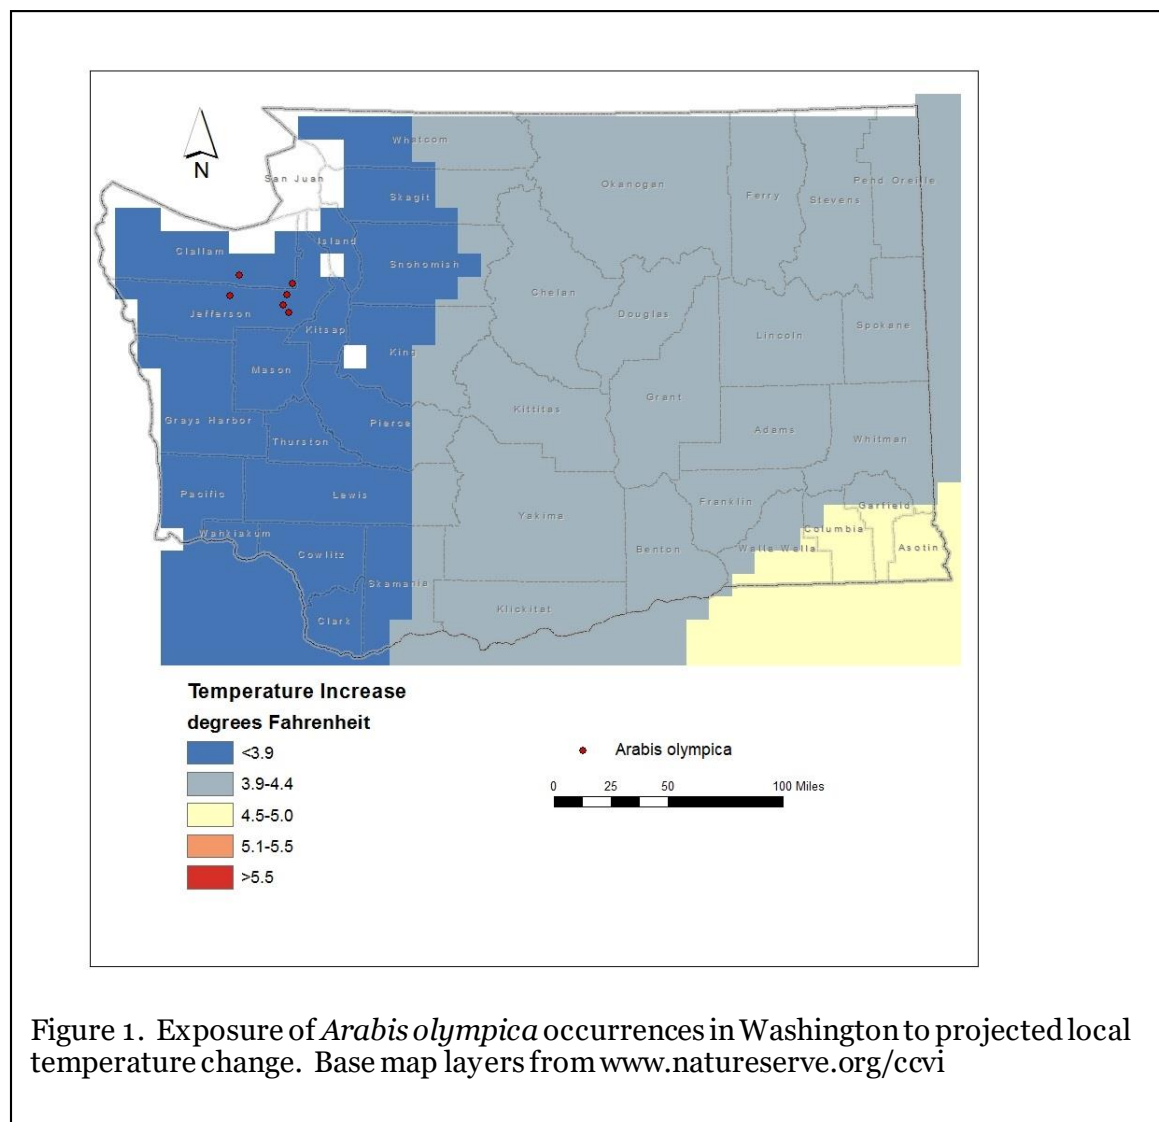 N
Whatcom
San Juan
Skagit
Okanogan
Ferry
Stevens
Pend Oreille
Clallam
Island
Snohomish
Chelan
Jefferson
Kitsap
King
Douglas
Lincoln
Spokane
Mason
Grays Harbor
Thurston
Pierce
Kittitas
Grant
Adams
Whitman
Pacific
Lewis
Yakima
Franklin
Garfield
Wahkiakum
Cowlitz
Columbia
Benton
Walla Walla
Asotin
Skamania
Klickitat
Clark
Temperature Increase
degrees Fahrenheit
<3.9
3.9-4.4
4.5-5.0
5.1-5.5
>5.5
Arabis olympica
0 25 50 100 Miles
Figure 1. Exposure of Arabis olympica occurrences in Washington to projected local
temperature change. Base map layers from www.natureserve.org/ccvi